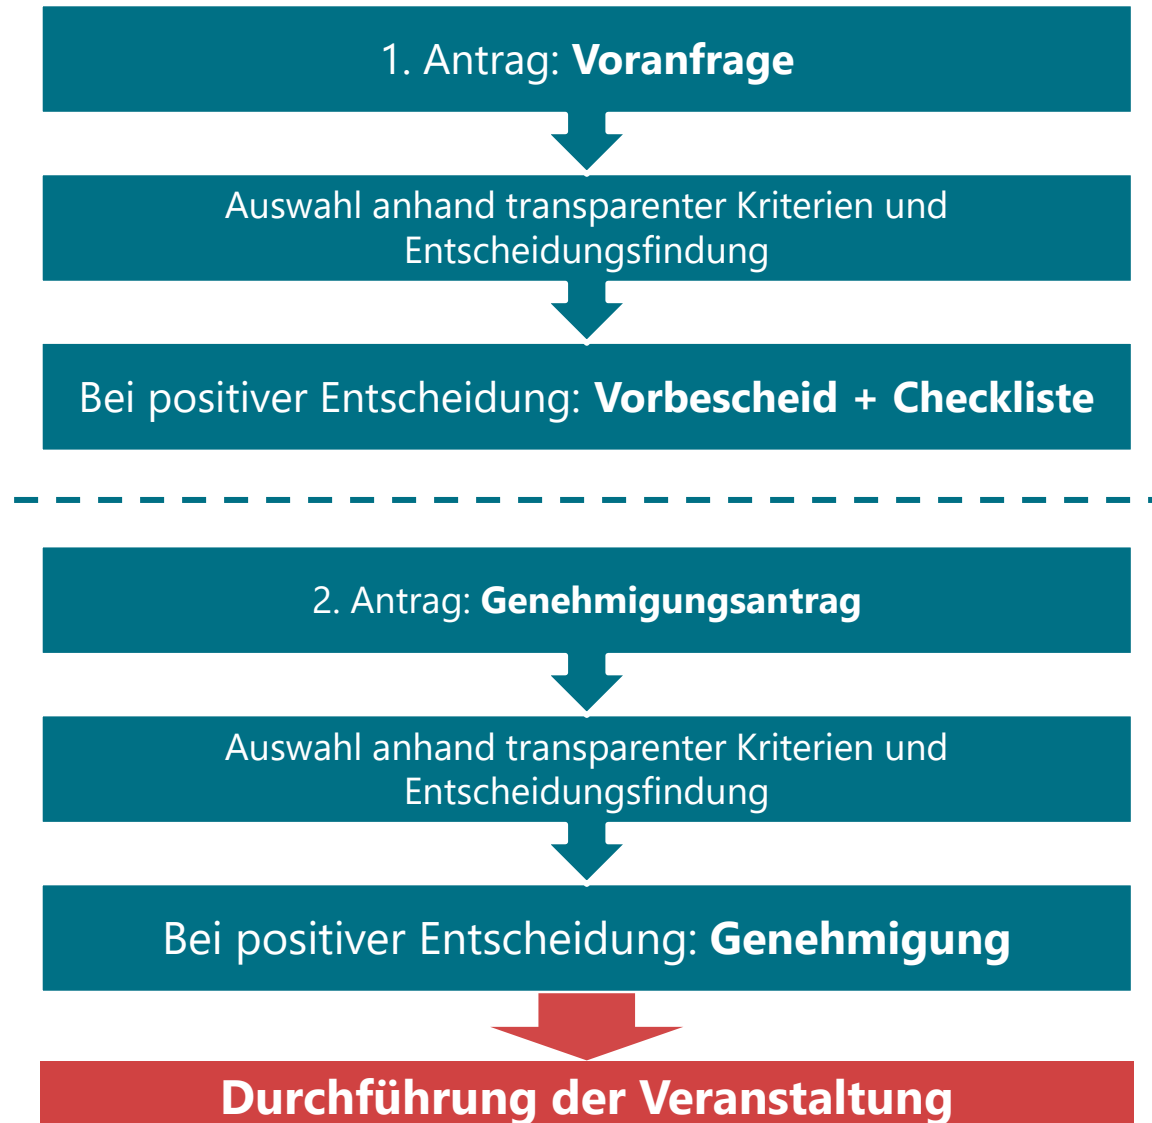 1. Antrag: Voranfrage
Auswahl anhand transparenter Kriterien und
Entscheidungsfindung
Bei positiver Entscheidung: Vorbescheid + Checkliste
2. Antrag: Genehmigungsantrag
Auswahl anhand transparenter Kriterien und
Entscheidungsfindung
Bei positiver Entscheidung: Genehmigung
Durchführung der Veranstaltung